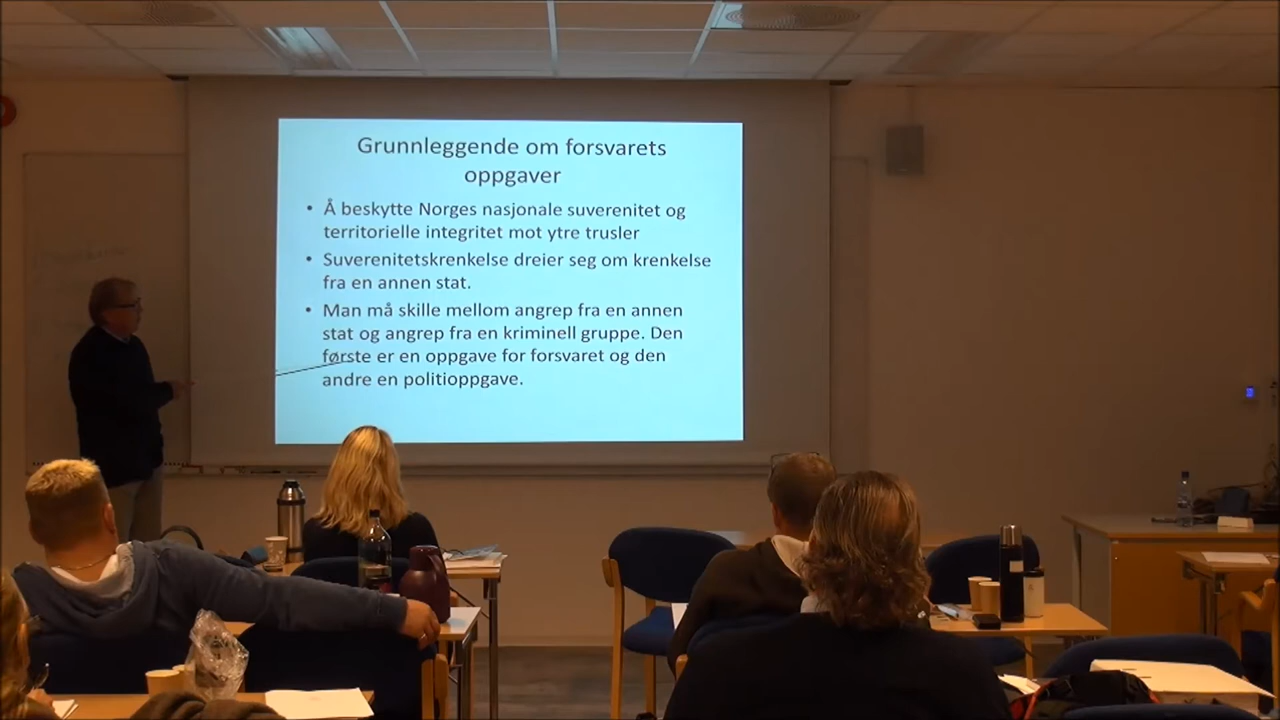 Grunnleggende om forsvarets
oppgaver
• Å beskytte Norges nasjonale suverenitet og
territorielle integritet mot ytre trusler
• Suverenitetskrenkelse dreier seg om krenkelse
fra en annen stat.
• Man må skille mellom angrep fra en annen
stat og angrep fra en kriminell gruppe. Den
første er en oppgave for forsvaret og den
andre en politioppgave.